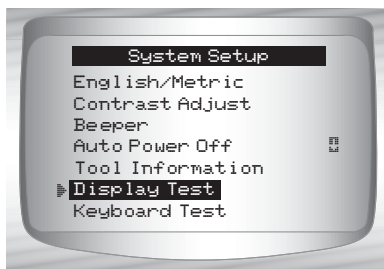 System Setup
English/Metric
Contrast Adjust
Beeper
Auto Power Off
Tool Information
Display Test
Keyboard Test